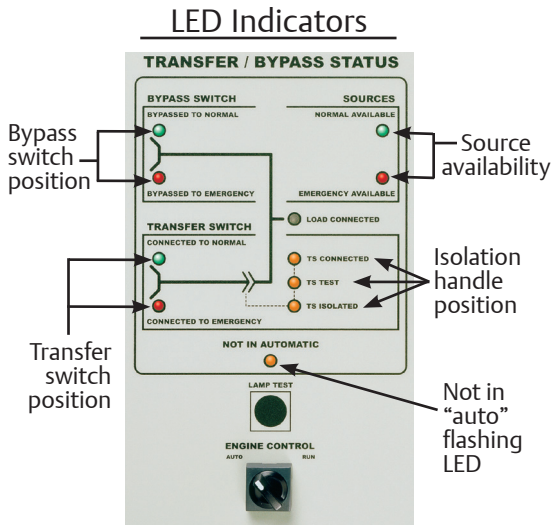 LED Indicators
TRANSFER / BYPASS STATUS
BYPASS SWITCH
SOURCES
BYPASSED TO NORMAL
NORMAL AVAILABLE
Bypass
switch
position
Source
availability
BYPASSED TO EMERGENCY
EMERGENCY AVAILABLE
LOAD CONNECTED
TRANSFER SWITCH
CONNECTED TO NORMAL
TS CONNECTED
TS TEST
TS ISOLATED
Isolation
handle
position
CONNECTED TO EMERGENCY
Transfer
switch
position
NOT IN AUTOMATIC
LAMP TEST
Not in
“auto”
flashing
LED
ENGINE CONTROL
AUTO
RUN